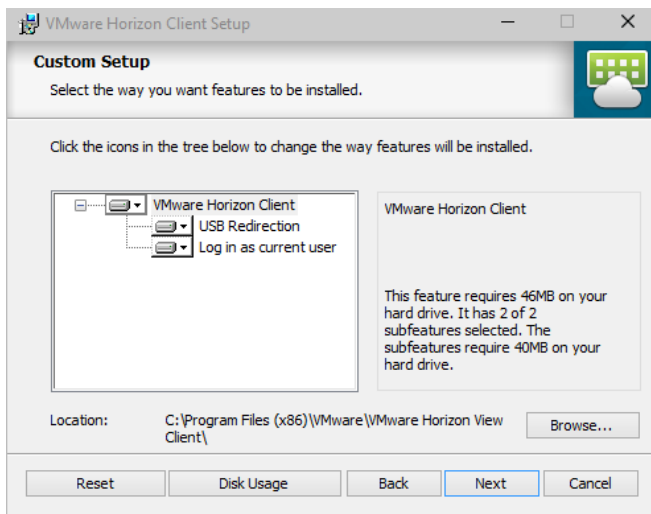 VMware Horizon Client Setup
Custom Setup
Select the way you want features to be installed.
Click the icons in the tree below to change the way features will be installed.
VMware Horizon Client
USB Redirection
Log in as current user
VMware Horizon Client
This feature requires 46MB on your
hard drive. It has 2 of 2
subfeatures selected. The
subfeatures require 40MB on your
hard drive.
Location: C:\Program Files (x86)\VMware\VMware Horizon View
Client\
Browse...
Reset Disk Usage Back Next Cancel